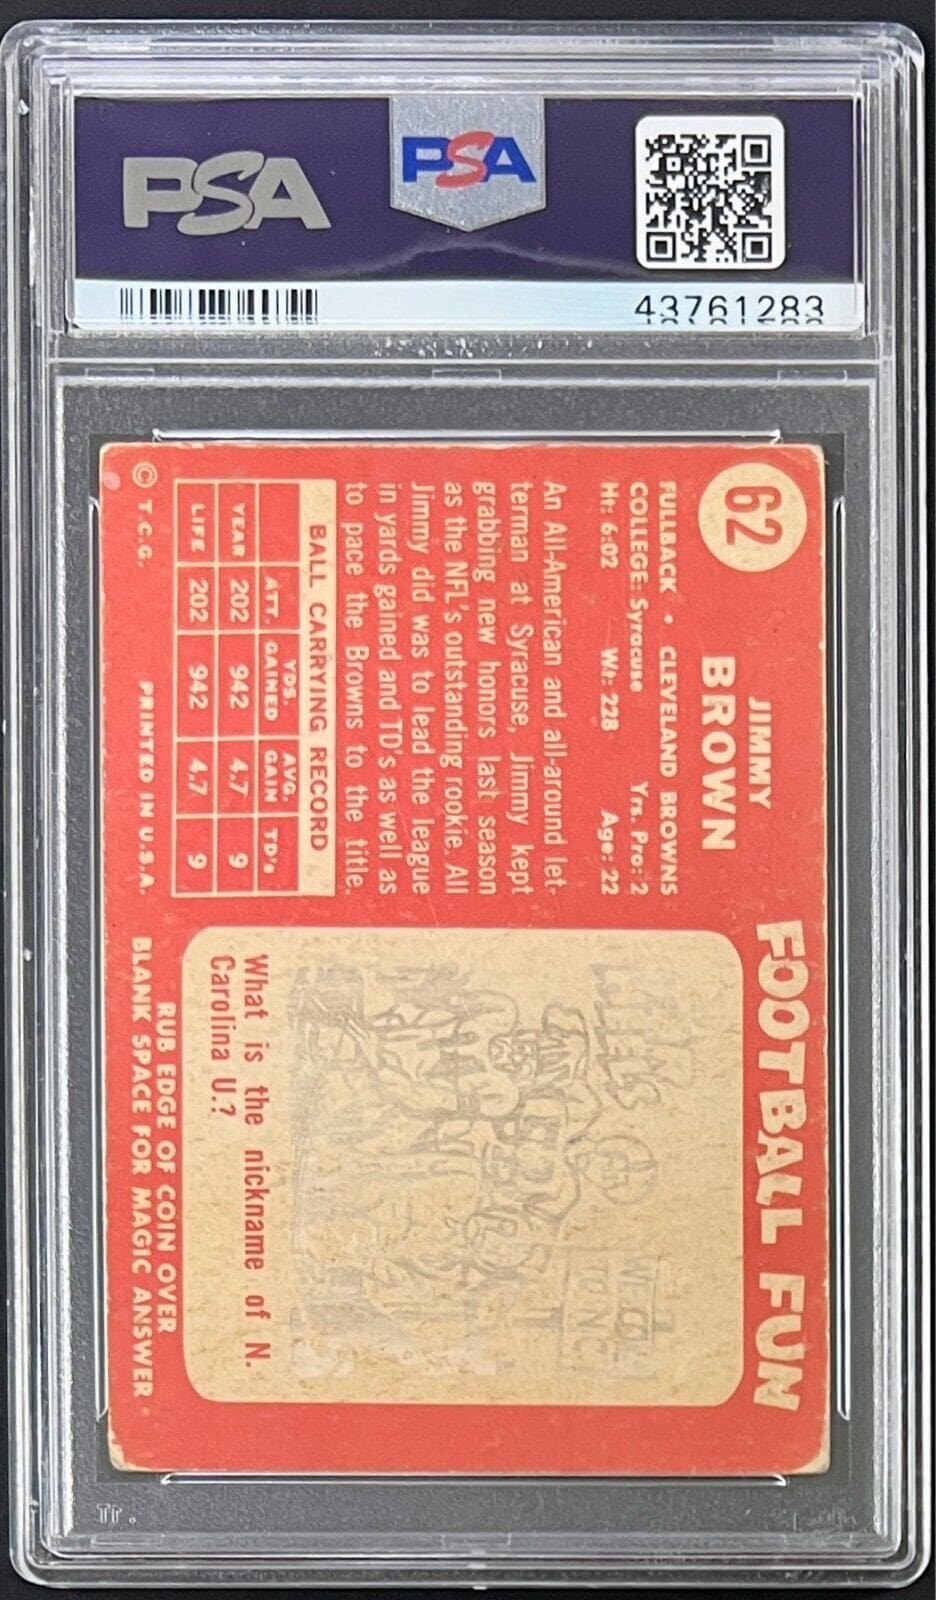 PSA
PSA
43761283
62
JIMMY
BROWN
FULLBACK • CLEVELAND BROWNS
COLLEGE: Syracuse Yrs. Pro: 2
Ht: 6:02 Wt: 228 Age: 22
An All-American and all-around let-
terman at Syracuse, Jimmy kept
grabbing new honors last season
as the NFL's outstanding rookie. All
Jimmy did was to lead the league
in yards gained and TD's as well as
to pace the Browns to the title.
BALL CARRYING RECORD
ATT. YDS. GAINED AVG. GAIN TD's
YEAR 202 942 4.7 9
LIFE 202 942 4.7 9
© T.C.G. PRINTED IN U.S.A.
FOOTBALL FUN
WELCOME
TO N.C.
What is the nickname of N.
Carolina U.?
RUB EDGE OF COIN OVER
BLANK SPACE FOR MAGIC ANSWER •